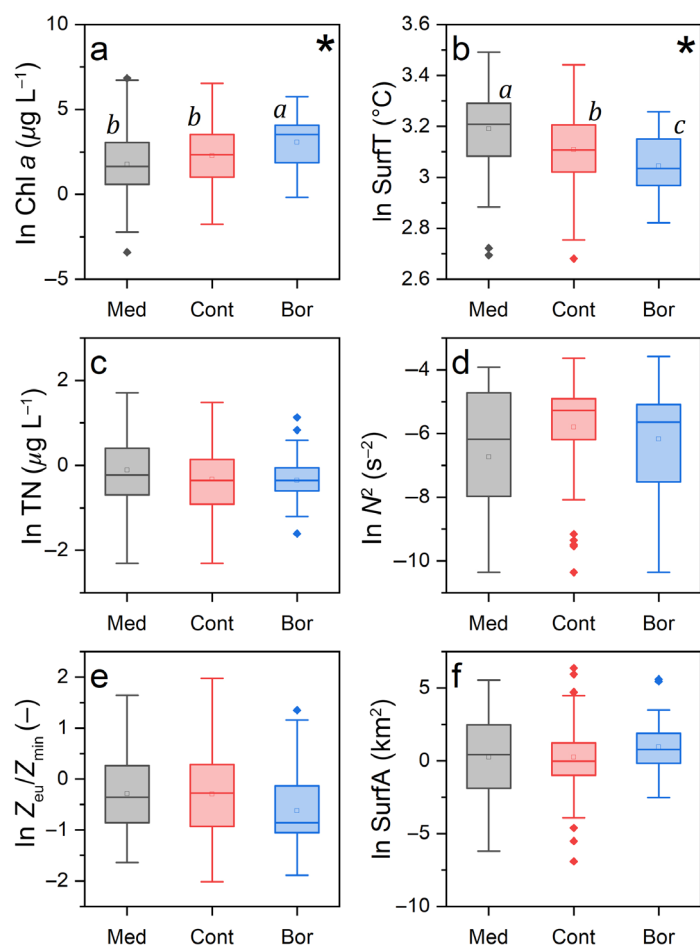 a
*
10
5
0
−5
ln Chl a (µg L⁻¹)
b
b
a
Med
Cont
Bor
b
*
3.6
3.4
3.2
3.0
2.8
2.6
ln SurfT (°C)
a
b
c
Med
Cont
Bor
c
2
−0
−2
ln TN (µg L⁻¹)
Med
Cont
Bor
d
−4
−6
−8
−10
ln N² (s⁻²)
Med
Cont
Bor
e
2
1
−0
−1
−2
ln Zeu/Zmin (–)
Med
Cont
Bor
f
5
0
−5
−10
ln SurfA (km²)
Med
Cont
Bor